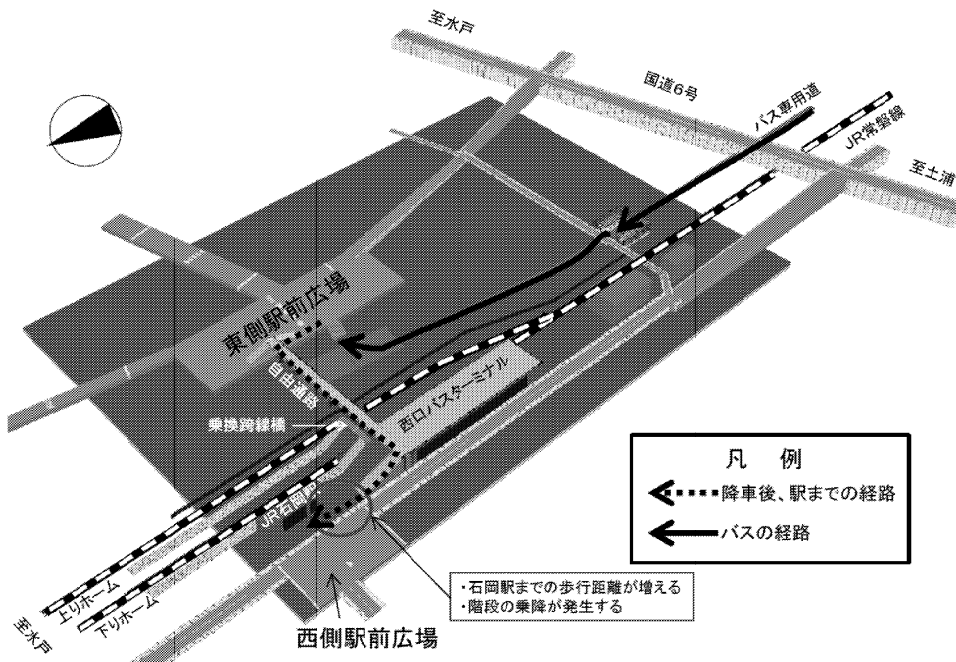 至水戸
国道6号
バス専用道
JR常磐線
至土浦
東側駅前広場
自由通路
乗換跨線橋
西口バスターミナル
JR石岡駅
凡 例
降車後、駅までの経路
バスの経路
・石岡駅までの歩行距離が増える
・階段の乗降が発生する
上りホーム
下りホーム
至水戸
西側駅前広場